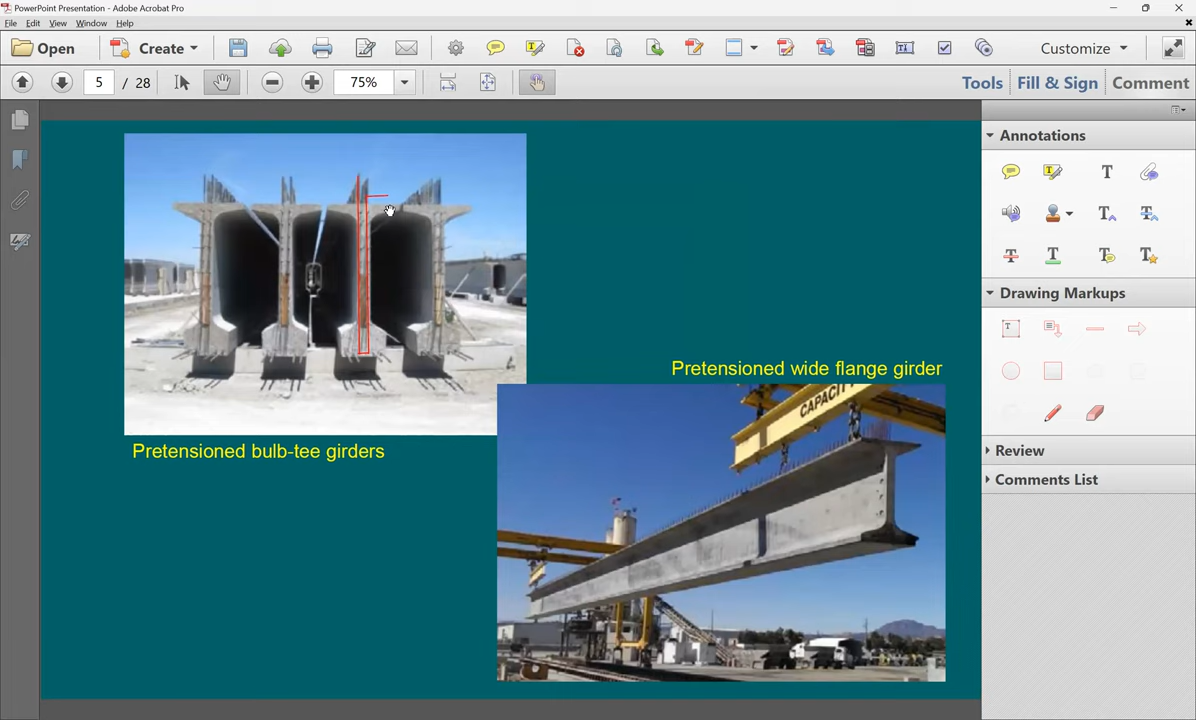 PowerPoint Presentation - Adobe Acrobat Pro
File Edit View Window Help
Open Create Customize
5 / 28 75% Tools Fill & Sign Comment
Annotations
Drawing Markups
Review
Comments List
Pretensioned wide flange girder
CAPACI
Pretensioned bulb-tee girders